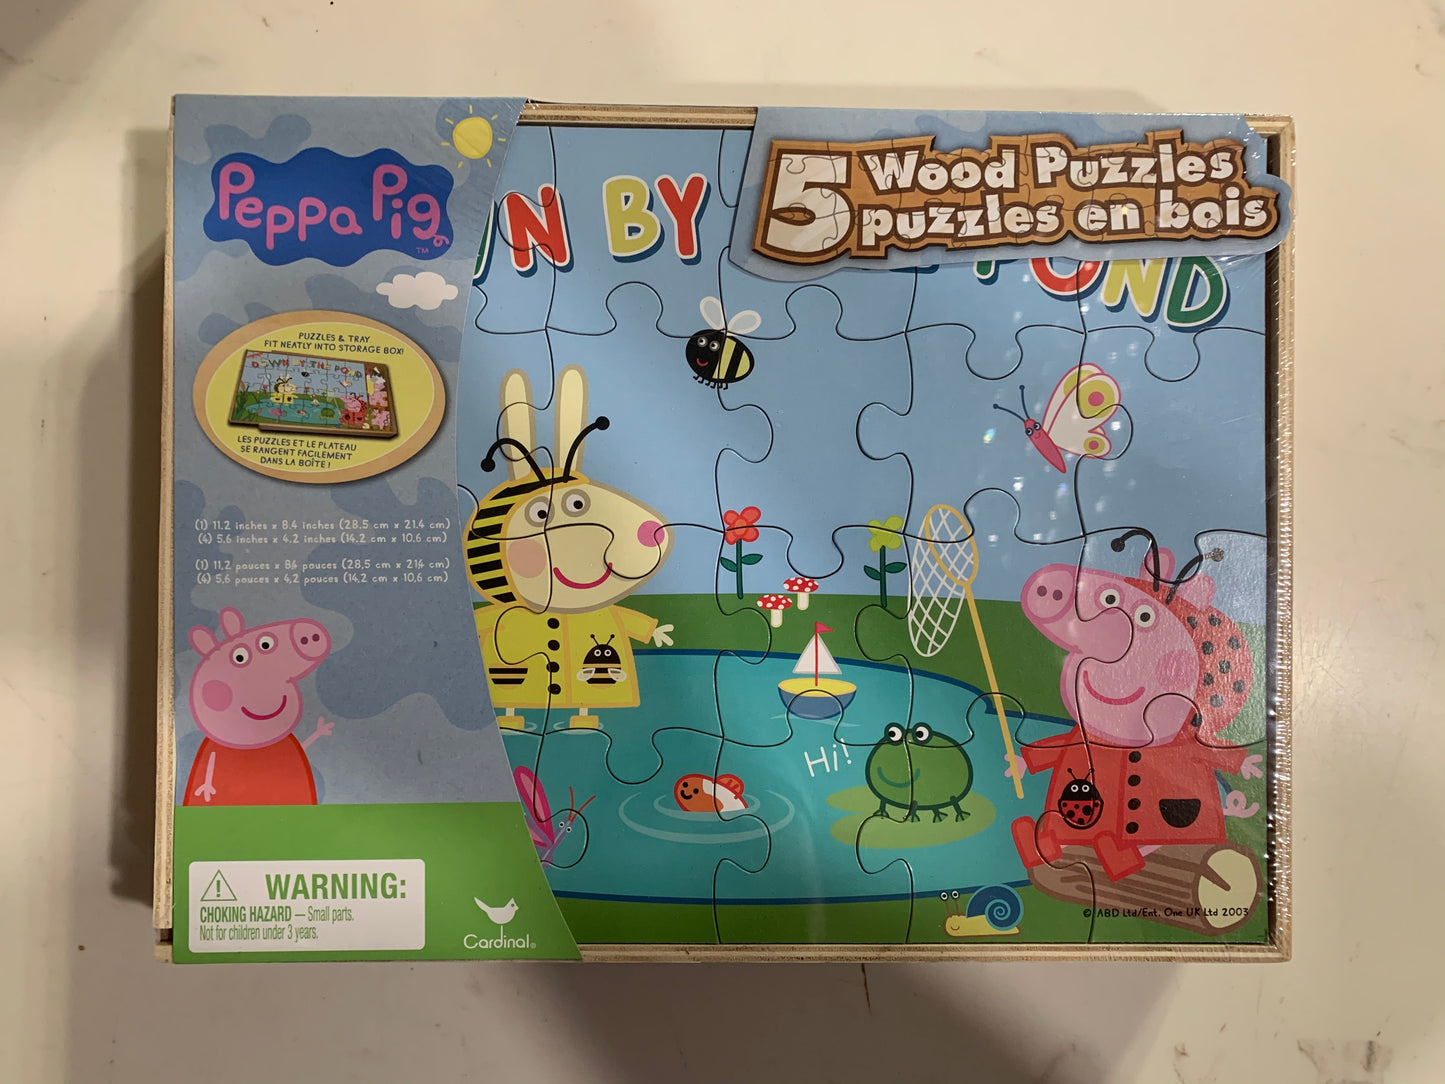 Peppa Pig
TM
PUZZLES & TRAY
FIT NEATLY INTO STORAGE BOX!
LES PUZZLES ET LE PLATEAU
SE RANGENT FACILEMENT
DANS LA BOÎTE !
(1) 11.2 inches x 8.4 inches (28.5 cm x 21.4 cm)
(4) 5.6 inches x 4.2 inches (14.2 cm x 10.6 cm)
(1) 11,2 pouces x 8,4 pouces (28,5 cm x 21,4 cm)
(4) 5,6 pouces x 4,2 pouces (14,2 cm x 10,6 cm)
WARNING:
CHOKING HAZARD — Small parts.
Not for children under 3 years.
Cardinal®
5 Wood Puzzles
puzzles en bois
WN BY
POND
Hi!
© ABD Ltd/Ent. One UK Ltd 2003